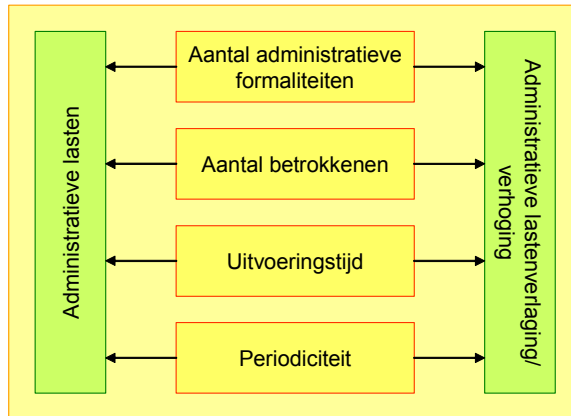 Administratieve lasten
Aantal administratieve
formaliteiten
Aantal betrokkenen
Uitvoeringstijd
Periodiciteit
Administratieve lastenverlaging/
verhoging